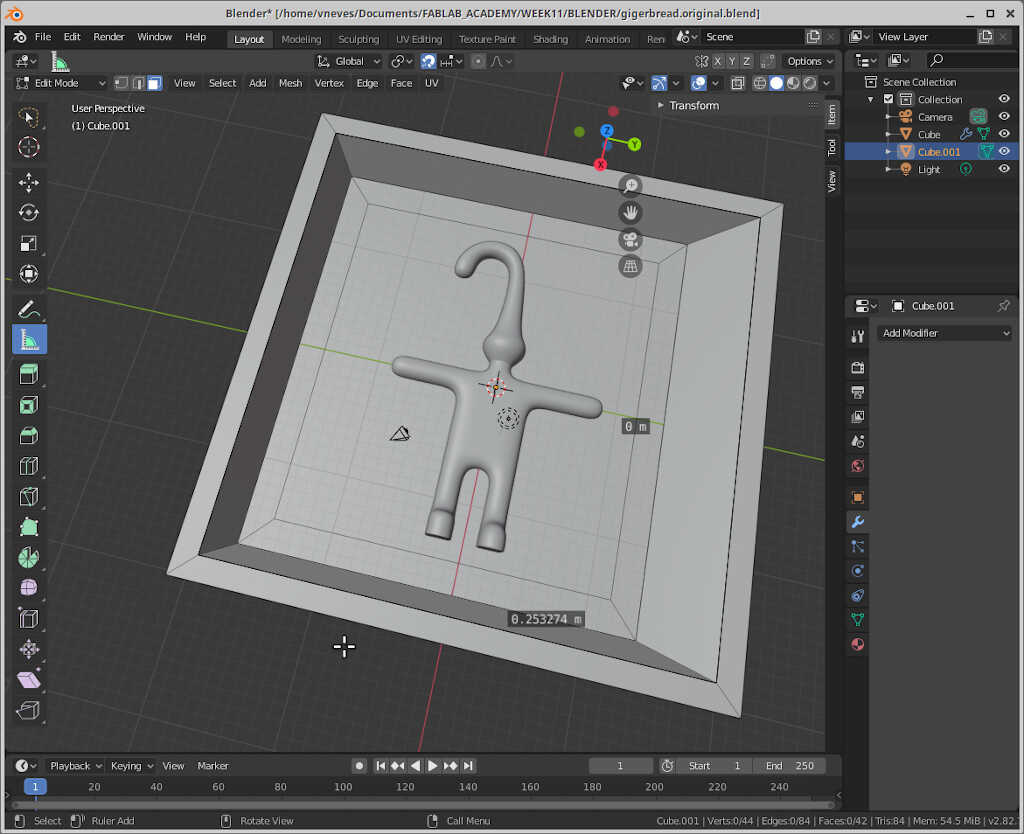 Blender* [/home/vneves/Documents/FABLAB_ACADEMY/WEEK11/BLENDER/gigerbread.original.blend]
File Edit Render Window Help Layout Modeling Sculpting UV Editing Texture Paint Shading Animation Ren Scene View Layer
Global X Y Z Options
Edit Mode View Select Add Mesh Vertex Edge Face UV
User Perspective
(1) Cube.001
Transform
Item
Tool
View
Z
Y
X
0 m
0.253274 m
Scene Collection
Collection
Camera
Cube
Cube.001
Light
Cube.001
Add Modifier
Playback Keying View Marker 1 Start 1 End 250
1 20 40 60 80 100 120 140 160 180 200 220 240
Select Ruler Add Rotate View Call Menu Cube.001 | Verts:0/44 | Edges:0/84 | Faces:0/42 | Tris:84 | Mem: 54.5 MiB | v2.82.